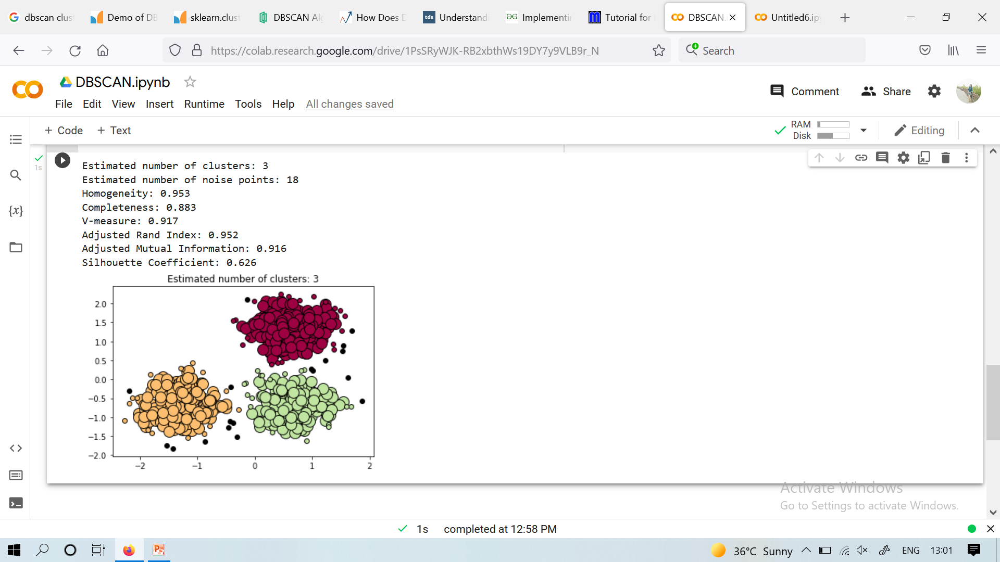 dbscan clus
Demo of DB
sklearn.clust
DBSCAN Alg
How Does D
tds
Understandi
Implementin
Tutorial for
DBSCAN.i
Untitled6.ipy
https://colab.research.google.com/drive/1PsSRyWJK-RB2xbthWs19DY7y9VLB9r_N
Search
DBSCAN.ipynb
Comment
Share
File Edit View Insert Runtime Tools Help All changes saved
+ Code + Text
RAM
Disk
Editing
1s
{x}
Estimated number of clusters: 3
Estimated number of noise points: 18
Homogeneity: 0.953
Completeness: 0.883
V-measure: 0.917
Adjusted Rand Index: 0.952
Adjusted Mutual Information: 0.916
Silhouette Coefficient: 0.626
Estimated number of clusters: 3
2.0
1.5
1.0
0.5
0.0
−0.5
−1.0
−1.5
−2.0
−2 −1 0 1 2
Activate Windows
Go to Settings to activate Windows.
1s completed at 12:58 PM
36°C Sunny
ENG
13:01